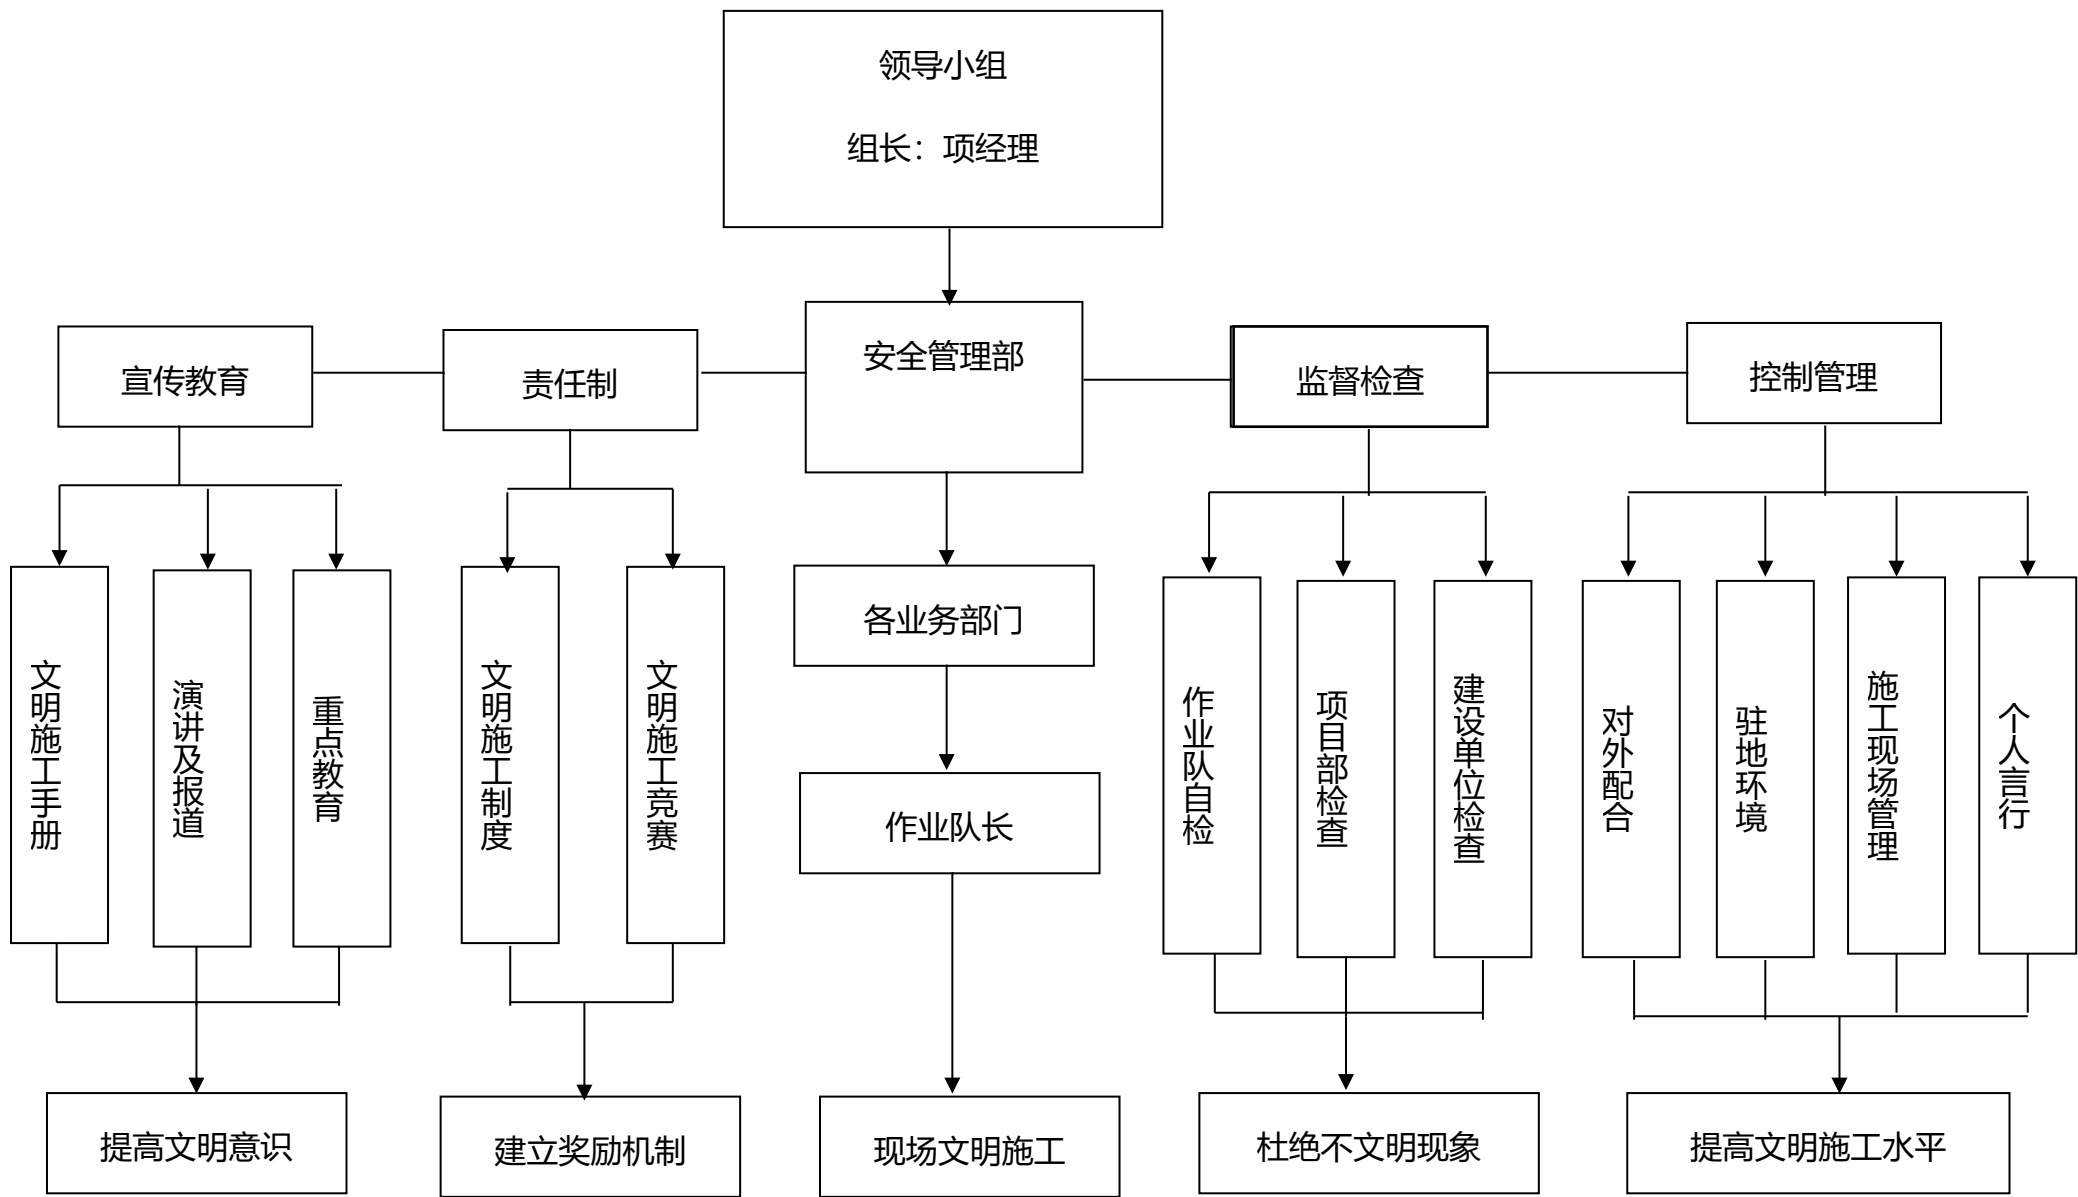 领导小组
组长：项经理
宣传教育
责任制
安全管理部
监督检查
控制管理
文明施工手册
演讲及报道
重点教育
文明施工制度
文明施工竞赛
各业务部门
作业队长
作业队自检
项目部检查
建设单位检查
对外配合
驻地环境
施工现场管理
个人言行
提高文明意识
建立奖励机制
现场文明施工
杜绝不文明现象
提高文明施工水平